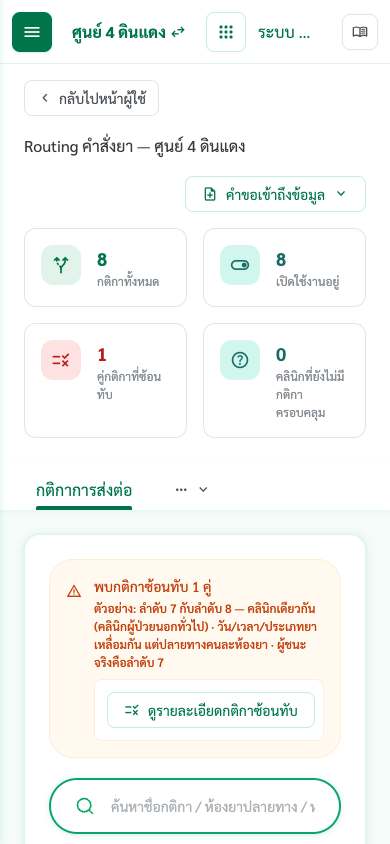 ศูนย์ 4 ดินแดง
ระบบ ...
กลับไปหน้าผู้ใช้
Routing คำสั่งยา — ศูนย์ 4 ดินแดง
คำขอเข้าถึงข้อมูล
8
กติกาทั้งหมด
8
เปิดใช้งานอยู่
1
คู่กติกาที่ซ้อน
ทับ
0
คลินิกที่ยังไม่มี
กติกา
ครอบคลุม
กติกาการส่งต่อ
พบกติกาซ้อนทับ 1 คู่
ตัวอย่าง: ลำดับ 7 กับลำดับ 8 — คลินิกเดียวกัน
(คลินิกผู้ป่วยนอกทั่วไป) · วัน/เวลา/ประเภทยา
เหลื่อมกัน แต่ปลายทางคนละห้องยา · ผู้ชนะ
จริงคือลำดับ 7
ดูรายละเอียดกติกาซ้อนทับ
ค้นหาชื่อกติกา / ห้องยาปลายทาง /